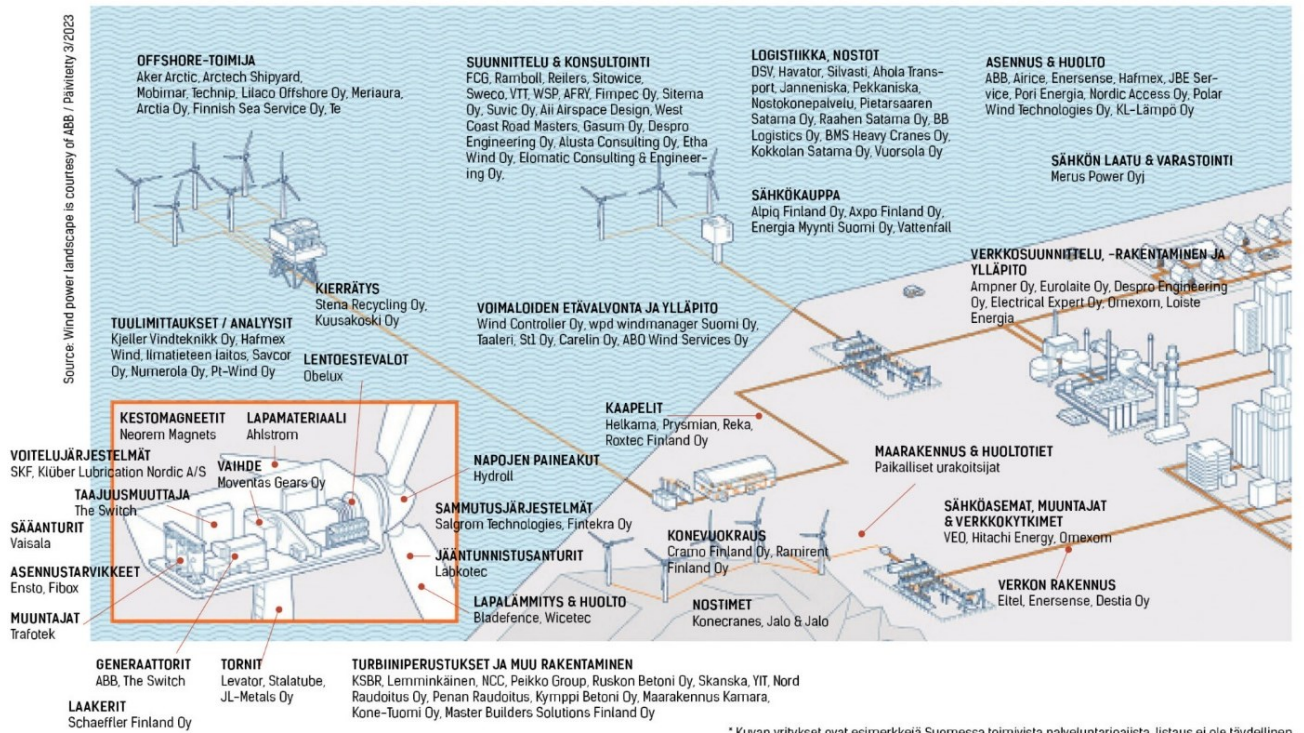 Source: Wind power landscape is courtesy of ABB / Päivitetty 3/2023
OFFSHORE-TOIMIJA
Aker Arctic, Arctech Shipyard,
Mobimar, Technip, Lilaco Offshore Oy, Meriaura,
Arctia Oy, Finnish Sea Service Oy, Te
SUUNNITTELU & KONSULTOINTI
FCG, Ramboll, Reilers, Sitowice,
Sweco, VTT, WSP, AFRY, Fimpec Oy, Sitema
Oy, Suvic Oy, Aii Airspace Design, West
Coast Road Masters, Gasum Oy, Despro
Engineering Oy, Alusta Consulting Oy, Etha
Wind Oy, Elomatic Consulting & Engineer-
ing Oy,
LOGISTIIKKA, NOSTOT
DSV, Havator, Silvasti, Ahola Trans-
port, Janneniska, Pekkaniska,
Nostokonepalvelu, Pietarsaaren
Satama Oy, Raahen Satama Oy, BB
Logistics Oy, BMS Heavy Cranes Oy,
Kokkolan Satama Oy, Vuorsola Oy
ASENNUS & HUOLTO
ABB, Airice, Enersense, Hafmex, JBE Ser-
vice, Pori Energia, Nordic Access Oy, Polar
Wind Technologies Oy, KL-Lämpö Oy
SÄHKÖN LAATU & VARASTOINTI
Merus Power Oyj
SÄHKÖKAUPPA
Alpiq Finland Oy, Axpo Finland Oy,
Energia Myynti Suomi Oy, Vattenfall
VERKKOSUUNNITTELU, -RAKENTAMINEN JA
YLLÄPITO
Ampner Oy, Eurolaite Oy, Despro Engineering
Oy, Electrical Expert Oy, Omexom, Loiste
Energia
KIERRÄTYS
Stena Recycling Oy,
Kuusakoski Oy
VOIMALOIDEN ETÄVALVONTA JA YLLÄPITO
Wind Controller Oy, wpd windmanager Suomi Oy,
Taaleri, St1, Carelin Oy, ABO Wind Services Oy
TUULIMITTAUKSET / ANALYYSIT
Kjeller Vindteknikk Oy, Hafmex
Wind, Ilmatieteen laitos, Savcor
Oy, Numerola Oy, Pt-Wind Oy
LENTOESTEVALOT
Obelux
KESTOMAGNEETIT
Neorem Magnets
LAPAMATERIAALI
Ahlstrom
KAAPELIT
Helkama, Prysmian, Reka,
Roxtec Finland Oy
VOITELUJÄRJESTELMÄT
SKF, Klüber Lubrication Nordic A/S
VAIHDE
Moventas Gears Oy
NAPOJEN PAINEAKUT
Hydroll
MAARAKENNUS & HUOLTOTIET
Paikalliset urakoitsijat
TAAJUUSMUUTTAJA
The Switch
SAMMUTUSJÄRJESTELMÄT
Salgrom Technologies, Fintekra Oy
SÄÄANTURIT
Vaisala
SÄHKÖASEMAT, MUUNTAJAT
& VERKKOKYTKIMET
VEO, Hitachi Energy, Omexom
KONEVUOKRAUS
Cramo Finland Oy, Ramirent
Finland Oy
JÄÄNTUNNISTUSANTURIT
Labkotec
ASENNUSTARVIKKEET
Ensto, Fibox
VERKON RAKENNUS
Eltel, Enersense, Destia Oy
LAPALÄMMITYS & HUOLTO
Bladefence, Wicetec
NOSTIMET
Konecranes, Jalo & Jalo
MUUNTAJAT
Trafotek
GENERAATTORIT
ABB, The Switch
TORNIT
Levator, Stalatube,
JL-Metals Oy
TURBIINIPERUSTUKSET JA MUU RAKENTAMINEN
KSBR, Lemminkäinen, NCC, Peikko Group, Ruskon Betoni Oy, Skanska, YIT, Nord
Raudoitus Oy, Penan Raudoitus, Kymppi Betoni Oy, Maarakennus Kamara,
Kone-Tuomi Oy, Master Builders Solutions Finland Oy
LAAKERIT
Schaeffler Finland Oy
* Kuvan yritykset ovat esimerkkejä Suomessa toimivista palveluntarjoajista, listaus ei ole täydellinen